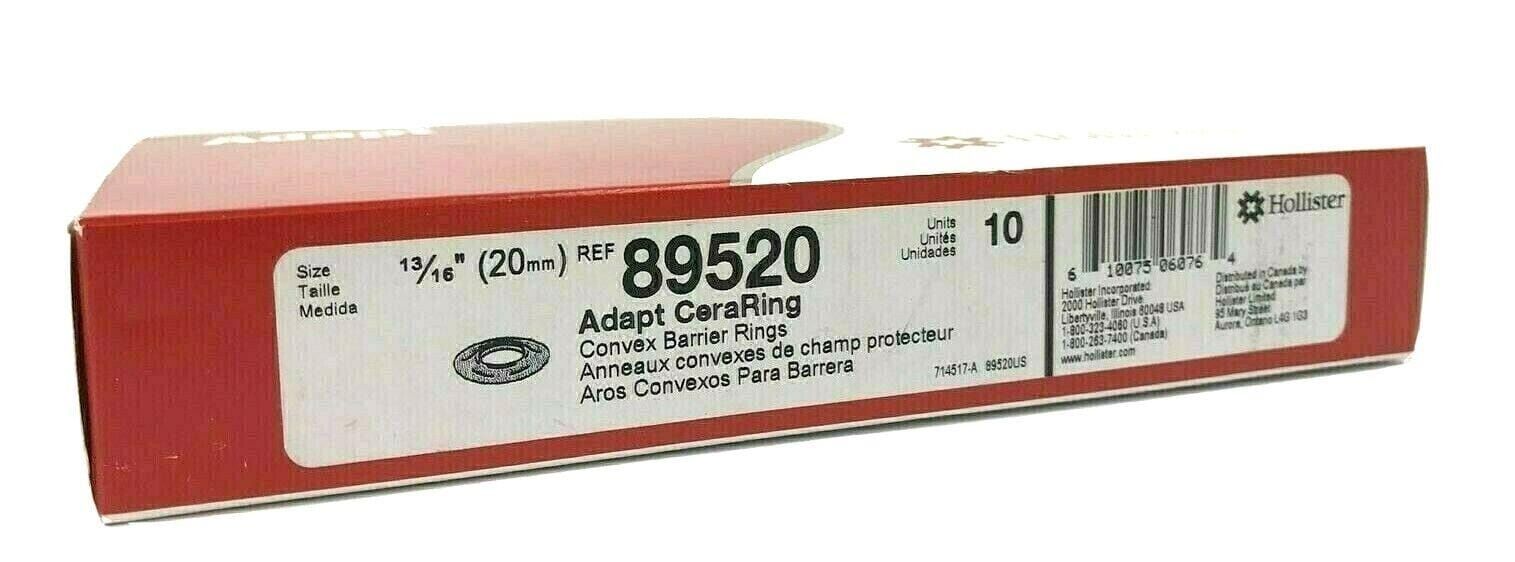 Adapt
Size
Taille
Medida
13/16" (20mm)
REF 89520
Adapt CeraRing
Convex Barrier Rings
Anneaux convexes de champ protecteur
Aros Convexos Para Barrera
Units
Unités
Unidades
10
714517-A 89520US
6 10075 06076 4
Hollister
Hollister Incorporated
2000 Hollister Drive
Libertyville, Illinois 60048 USA
1-800-323-4060 (U.S.A)
1-800-263-7400 (Canada)
www.hollister.com
Distributed in Canada by
Distribué au Canada par
Hollister Limited
95 Mary Street
Aurora, Ontario L4G 1G3